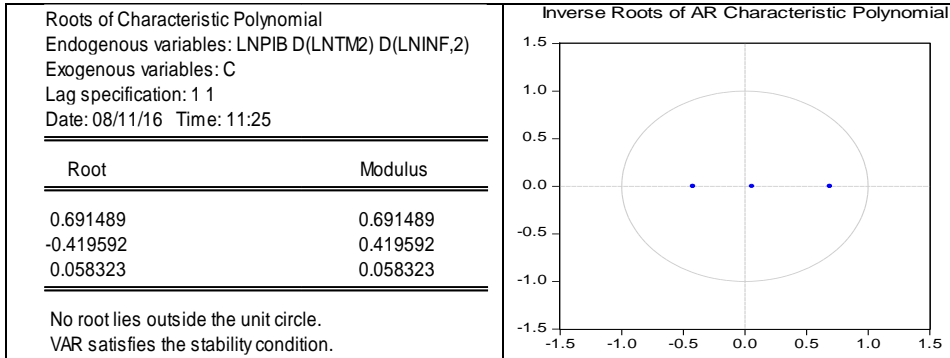 Roots of Characteristic Polynomial
Endogenous variables: LNPIB D(LNTM2) D(LNINF,2)
Exogenous variables: C
Lag specification: 1 1
Date: 08/11/16 Time: 11:25
Root Modulus
0.691489 0.691489
-0.419592 0.419592
0.058323 0.058323
No root lies outside the unit circle.
VAR satisfies the stability condition.
Inverse Roots of AR Characteristic Polynomial
1.5
1.0
0.5
0.0
-0.5
-1.0
-1.5
-1.5 -1.0 -0.5 0.0 0.5 1.0 1.5